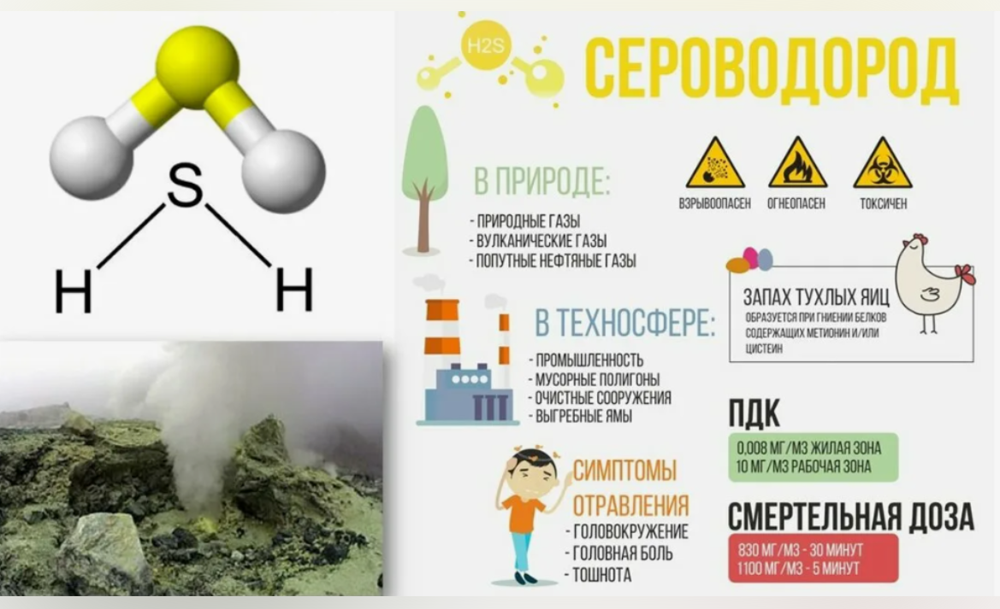 S
H H
H2S
СЕРОВОДОРОД
В ПРИРОДЕ:
- ПРИРОДНЫЕ ГАЗЫ
- ВУЛКАНИЧЕСКИЕ ГАЗЫ
- ПОПУТНЫЕ НЕФТЯНЫЕ ГАЗЫ
ВЗРЫВООПАСЕН ОГНЕОПАСЕН ТОКСИЧЕН
ЗАПАХ ТУХЛЫХ ЯИЦ
ОБРАЗУЕТСЯ ПРИ ГНИЕНИИ БЕЛКОВ
СОДЕРЖАЩИХ МЕТИОНИН И/ИЛИ
ЦИСТЕИН
В ТЕХНОСФЕРЕ:
- ПРОМЫШЛЕННОСТЬ
- МУСОРНЫЕ ПОЛИГОНЫ
- ОЧИСТНЫЕ СООРУЖЕНИЯ
- ВЫГРЕБНЫЕ ЯМЫ
ПДК
0,008 МГ/М3 ЖИЛАЯ ЗОНА
10 МГ/М3 РАБОЧАЯ ЗОНА
СИМПТОМЫ
ОТРАВЛЕНИЯ
- ГОЛОВОКРУЖЕНИЕ
- ГОЛОВНАЯ БОЛЬ
- ТОШНОТА
СМЕРТЕЛЬНАЯ ДОЗА
830 МГ/М3 - 30 МИНУТ
1100 МГ/М3 - 5 МИНУТ